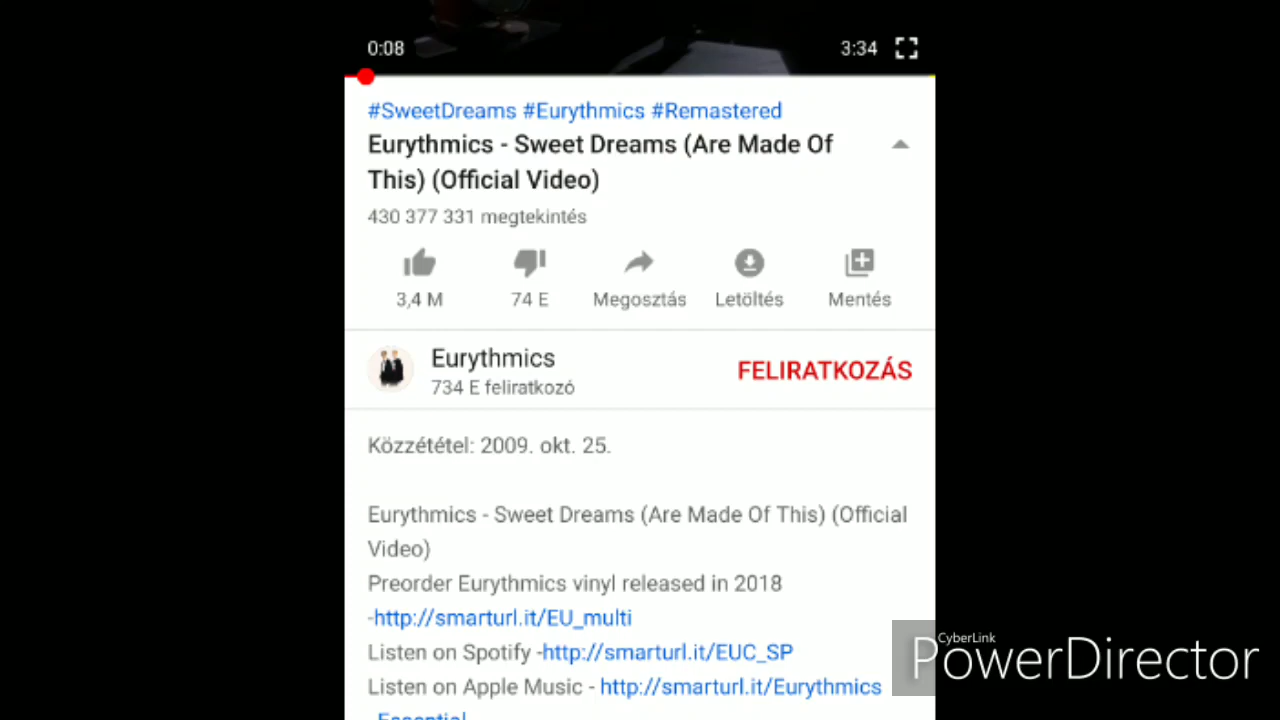 0:08 3:34
#SweetDreams #Eurythmics #Remastered
Eurythmics - Sweet Dreams (Are Made Of
This) (Official Video)
430 377 331 megtekintés
3,4 M 74 E Megosztás Letöltés Mentés
Eurythmics
734 E feliratkozó
FELIRATKOZÁS
Közzététel: 2009. okt. 25.
Eurythmics - Sweet Dreams (Are Made Of This) (Official
Video)
Preorder Eurythmics vinyl released in 2018
-http://smarturl.it/EU_multi
Listen on Spotify -http://smarturl.it/EUC_SP
Listen on Apple Music - http://smarturl.it/Eurythmics
_Essential
CyberLink
PowerDirector